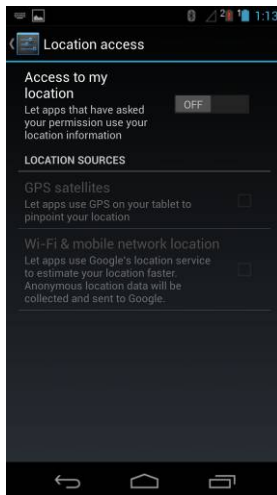 2 1 1:13
Location access
Access to my
location
Let apps that have asked
your permission use your
location information
OFF
LOCATION SOURCES
GPS satellites
Let apps use GPS on your tablet to
pinpoint your location
Wi-Fi & mobile network location
Let apps use Google's location service
to estimate your location faster.
Anonymous location data will be
collected and sent to Google.